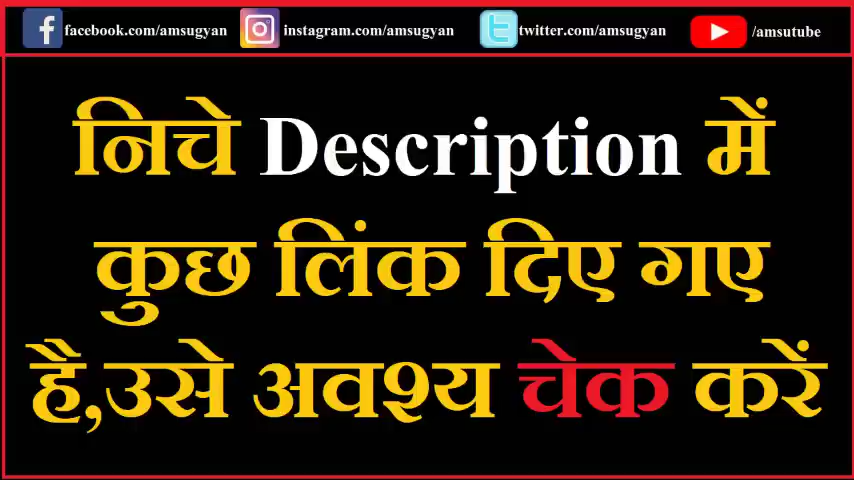 facebook.com/amsugyan instagram.com/amsugyan twitter.com/amsugyan /amsutube
निचे Description में
कुछ लिंक दिए गए
है,उसे अवश्य चेक करें